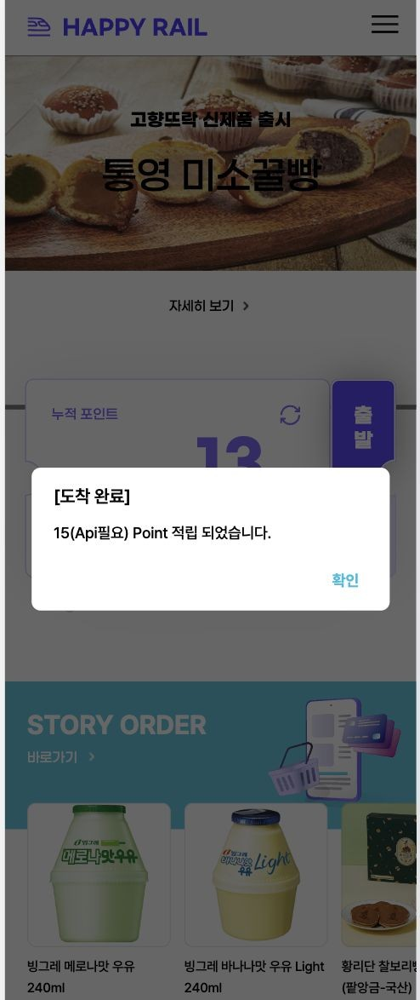 HAPPY RAIL
고향뜨락 신제품 출시
통영 미소꿀빵
자세히 보기 >
누적 포인트
13
출
발
[도착 완료]
15(Api필요) Point 적립 되었습니다.
확인
STORY ORDER
바로가기 >
빙그레
메로나맛우유
빙그레
바나나맛
우유 Light
빙그레 메로나맛 우유
240ml
빙그레 바나나맛 우유 Light
240ml
황리단 찰보리빵
(팥앙금-국산)